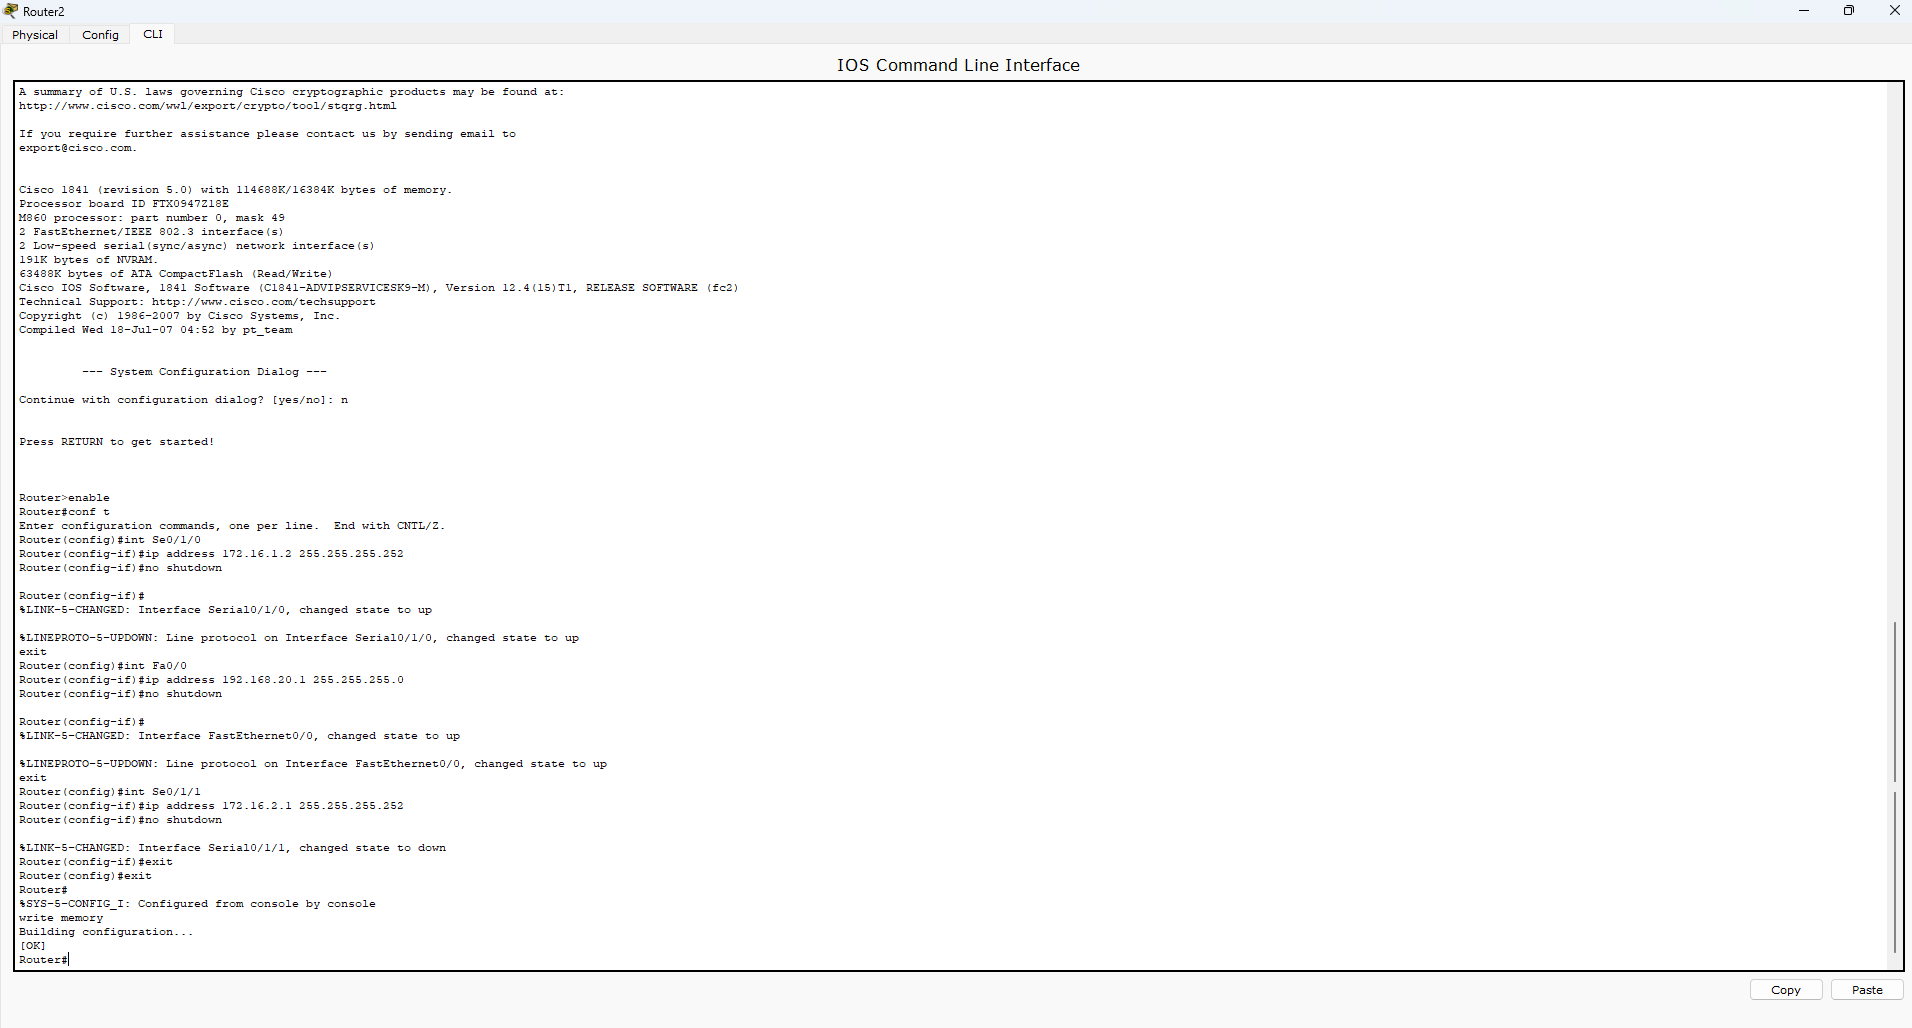 Router2
Physical Config CLI
IOS Command Line Interface
A summary of U.S. laws governing Cisco cryptographic products may be found at:
http://www.cisco.com/wwl/export/crypto/tool/stqrg.html
If you require further assistance please contact us by sending email to
export@cisco.com.
Cisco 1841 (revision 5.0) with 114688K/16384K bytes of memory.
Processor board ID FTX0947Z18E
M860 processor: part number 0, mask 49
2 FastEthernet/IEEE 802.3 interface(s)
2 Low-speed serial(sync/async) network interface(s)
191K bytes of NVRAM.
63488K bytes of ATA CompactFlash (Read/Write)
Cisco IOS Software, 1841 Software (C1841-ADVIPSERVICESK9-M), Version 12.4(15)T1, RELEASE SOFTWARE (fc2)
Technical Support: http://www.cisco.com/techsupport
Copyright (c) 1986-2007 by Cisco Systems, Inc.
Compiled Wed 18-Jul-07 04:52 by pt_team
--- System Configuration Dialog ---
Continue with configuration dialog? [yes/no]: n
Press RETURN to get started!
Router>enable
Router#conf t
Enter configuration commands, one per line.  End with CNTL/Z.
Router(config)#int Se0/1/0
Router(config-if)#ip address 172.16.1.2 255.255.255.252
Router(config-if)#no shutdown
Router(config-if)#
%LINK-5-CHANGED: Interface Serial0/1/0, changed state to up
%LINEPROTO-5-UPDOWN: Line protocol on Interface Serial0/1/0, changed state to up
exit
Router(config)#int Fa0/0
Router(config-if)#ip address 192.168.20.1 255.255.255.0
Router(config-if)#no shutdown
Router(config-if)#
%LINK-5-CHANGED: Interface FastEthernet0/0, changed state to up
%LINEPROTO-5-UPDOWN: Line protocol on Interface FastEthernet0/0, changed state to up
exit
Router(config)#int Se0/1/1
Router(config-if)#ip address 172.16.2.1 255.255.255.252
Router(config-if)#no shutdown
%LINK-5-CHANGED: Interface Serial0/1/1, changed state to down
Router(config-if)#exit
Router(config)#exit
Router#
%SYS-5-CONFIG_I: Configured from console by console
write memory
Building configuration...
[OK]
Router#
Copy Paste